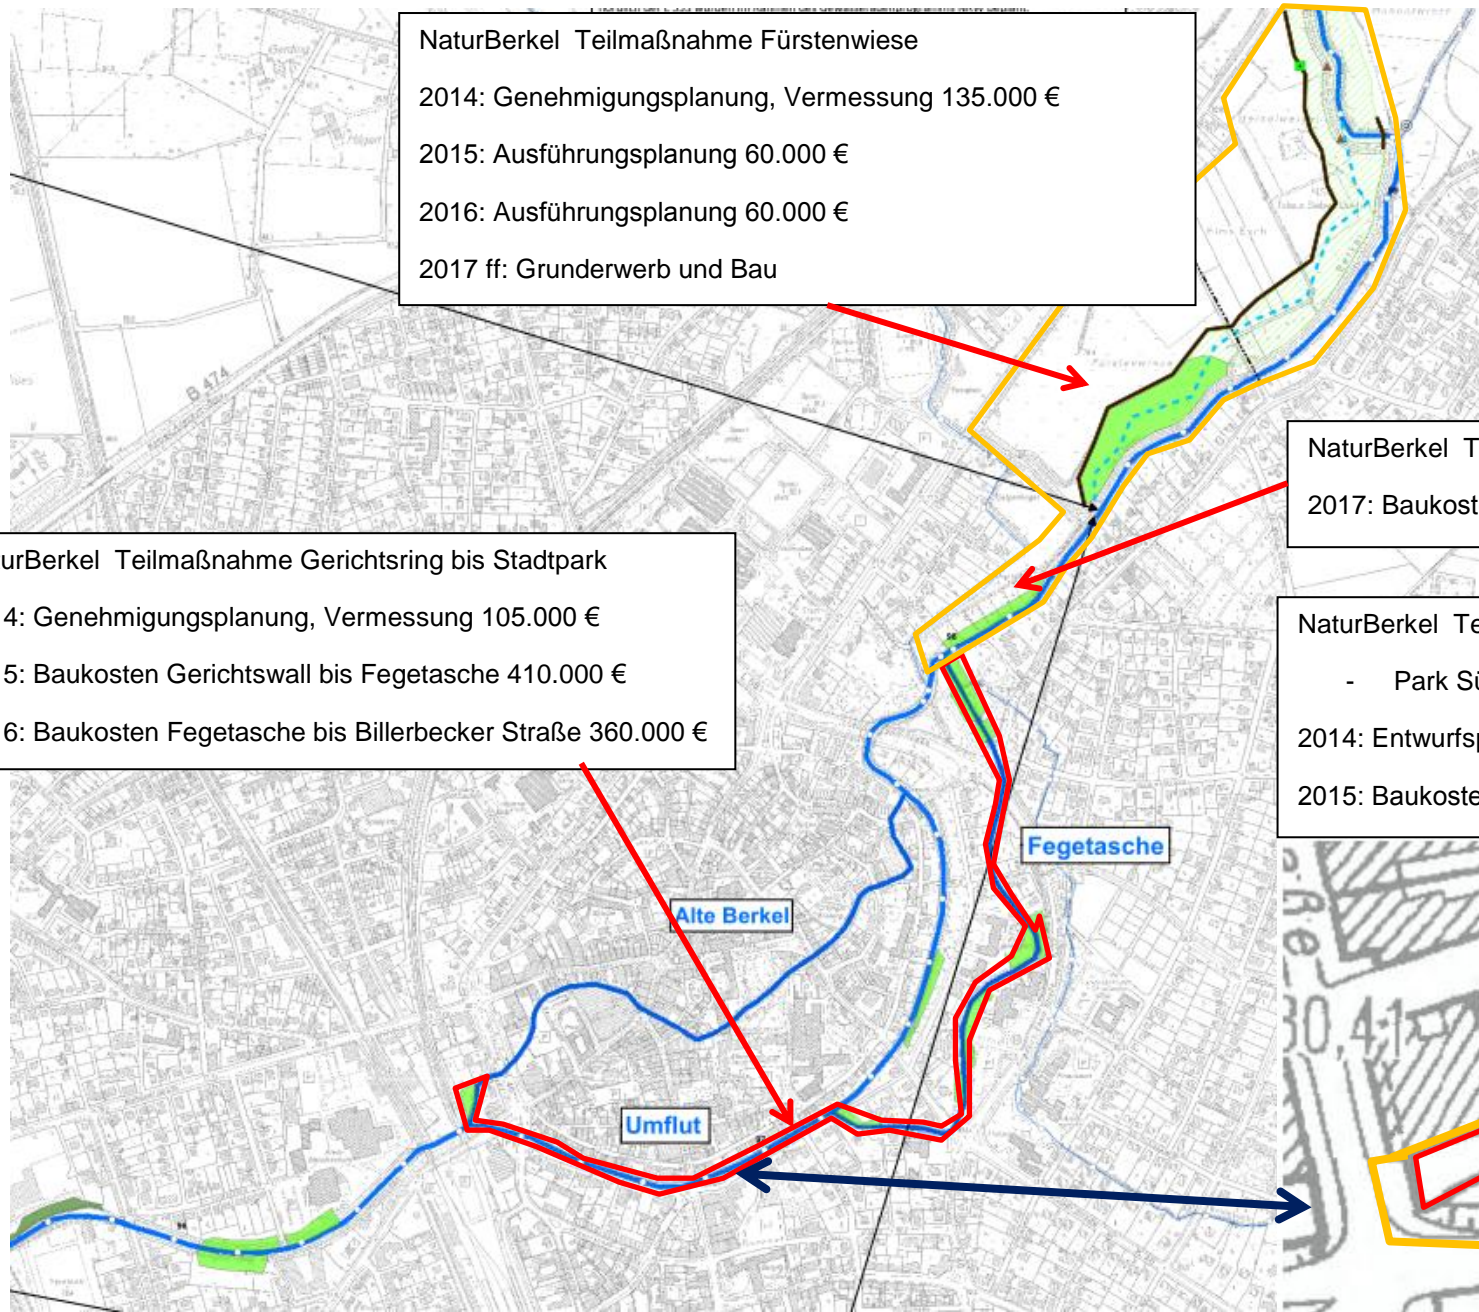 NaturBerkel Teilmaßnahme Fürstenwiese
2014: Genehmigungsplanung, Vermessung 135.000 €
2015: Ausführungsplanung 60.000 €
2016: Ausführungsplanung 60.000 €
2017 ff: Grunderwerb und Bau
B 474
NaturBerkel T
2017: Baukost
urBerkel Teilmaßnahme Gerichtsring bis Stadtpark
4: Genehmigungsplanung, Vermessung 105.000 €
5: Baukosten Gerichtswall bis Fegetasche 410.000 €
6: Baukosten Fegetasche bis Billerbecker Straße 360.000 €
NaturBerkel Te
- Park Sü
2014: Entwurfsp
2015: Baukoste
Fegetasche
Alte Berkel
Umflut